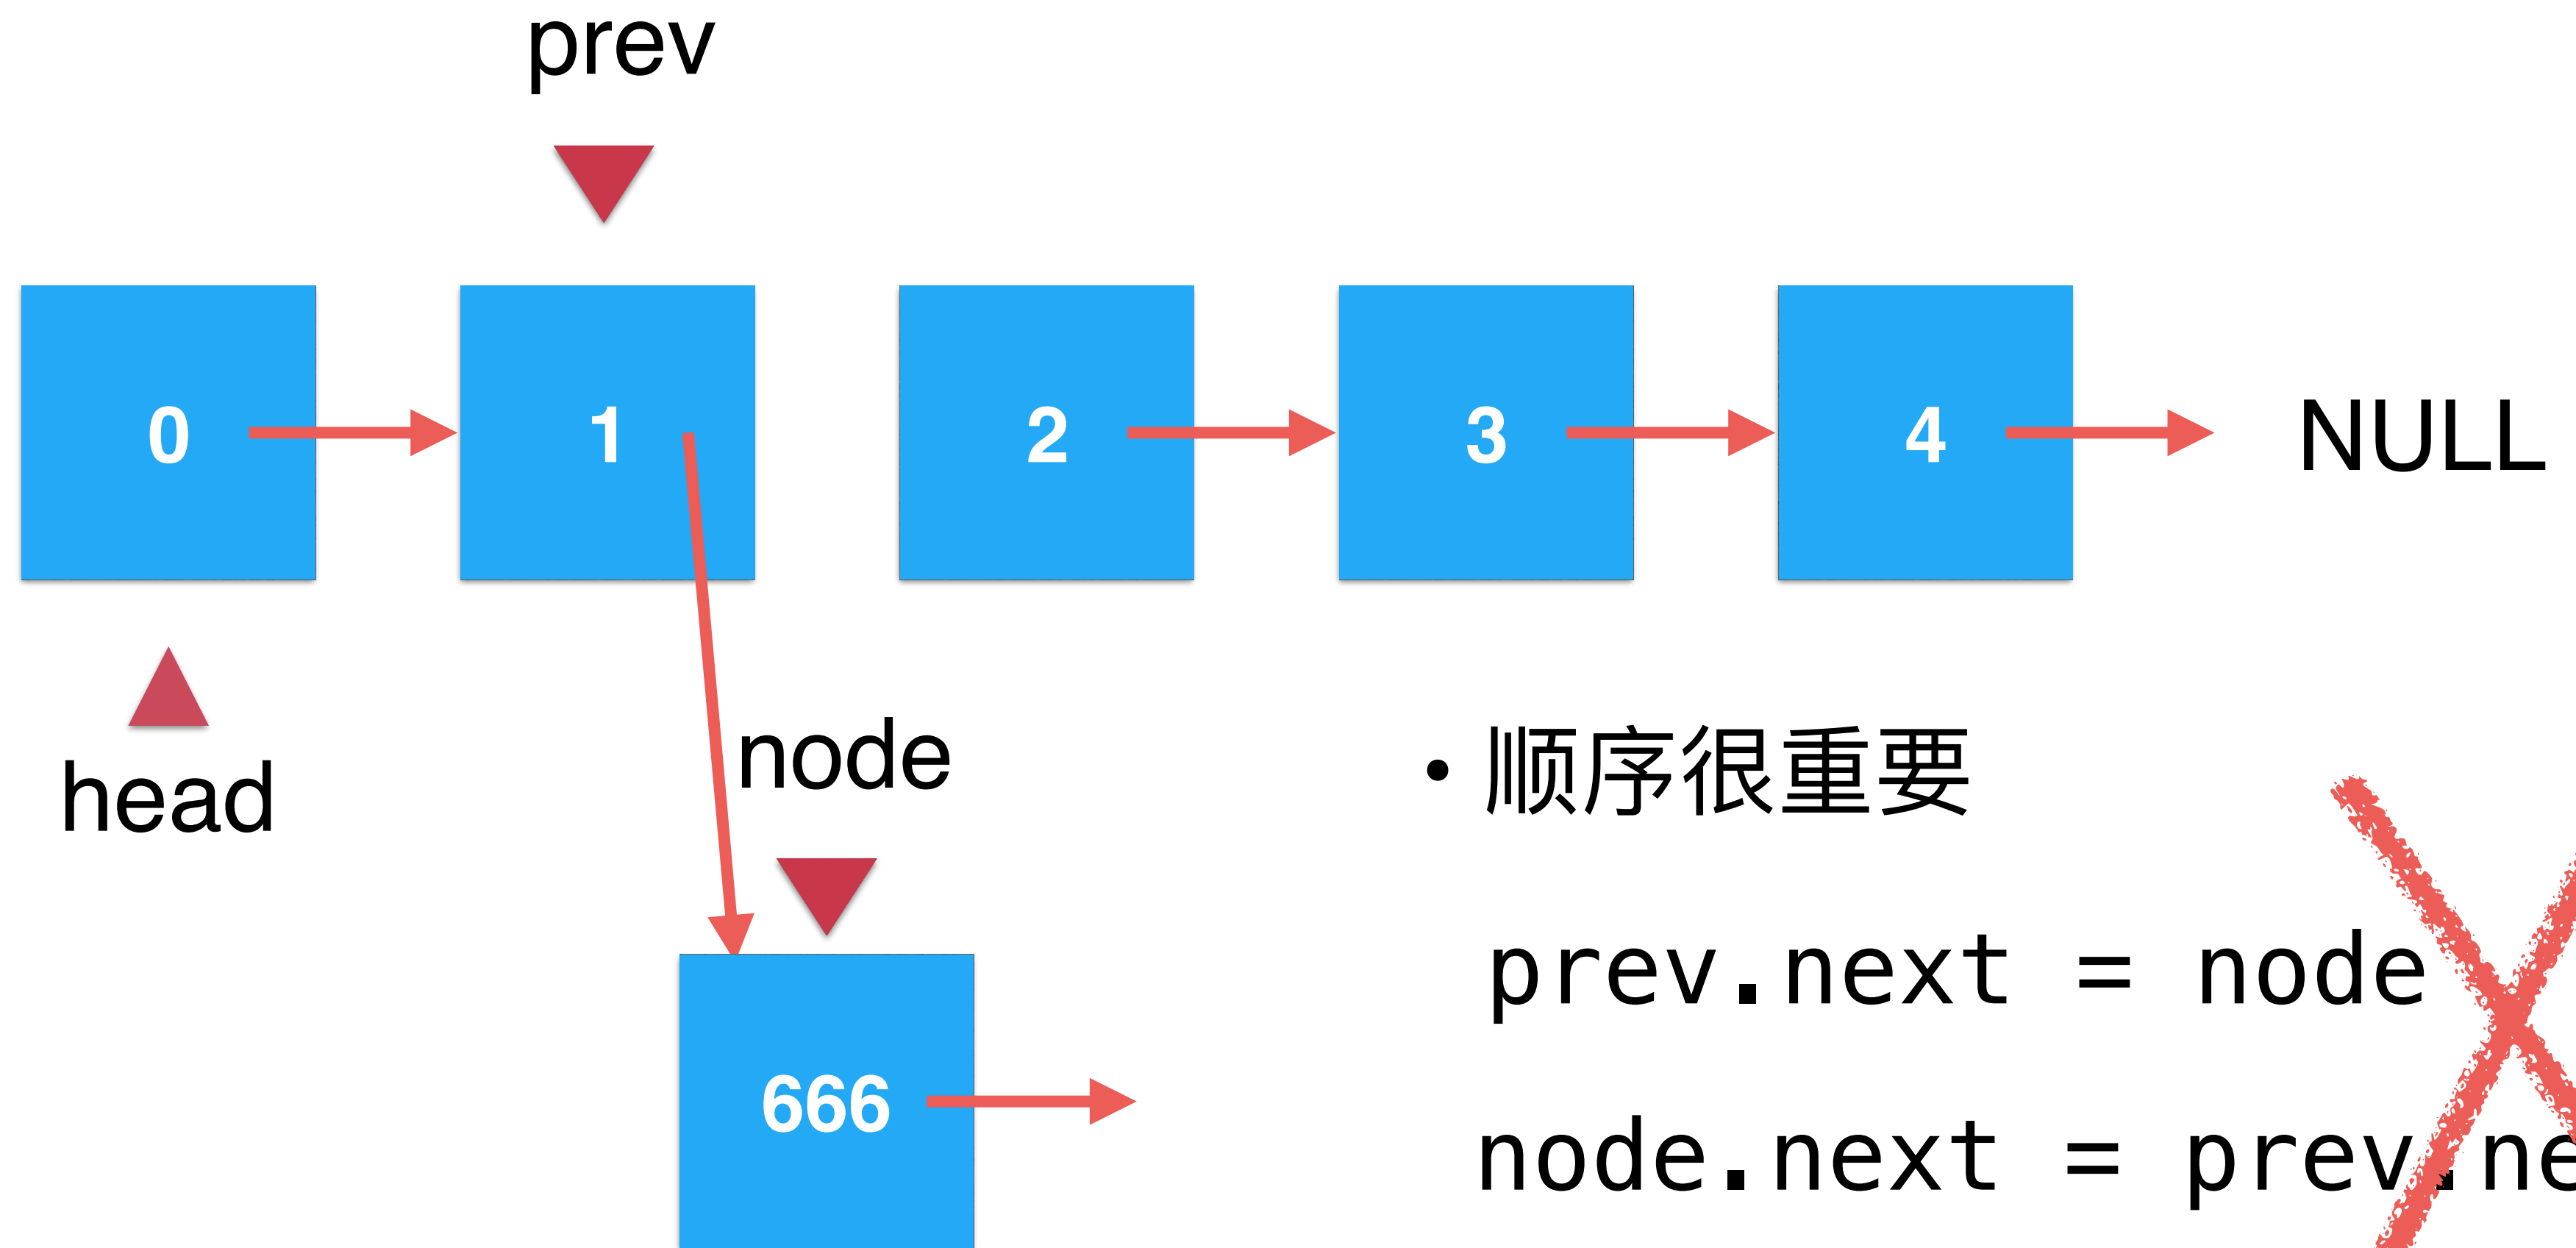 prev
0 1 2 3 4 NULL
head
node
• 顺序很重要
prev.next = node
666
node.next = prev.ne